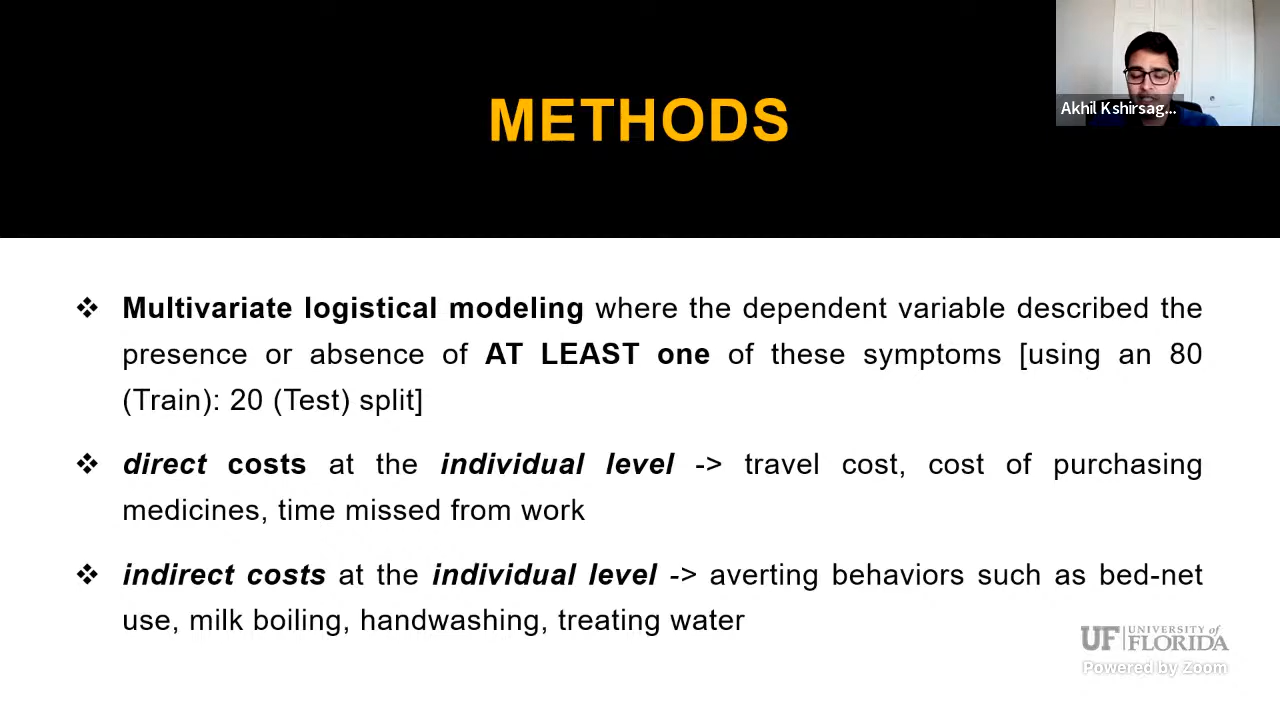 METHODS
Akhil Kshirsag...
❖ Multivariate logistical modeling where the dependent variable described the
presence or absence of AT LEAST one of these symptoms [using an 80
(Train): 20 (Test) split]
❖ direct costs at the individual level -> travel cost, cost of purchasing
medicines, time missed from work
❖ indirect costs at the individual level -> averting behaviors such as bed-net
use, milk boiling, handwashing, treating water
UF UNIVERSITY of
FLORIDA
Powered by Zoom